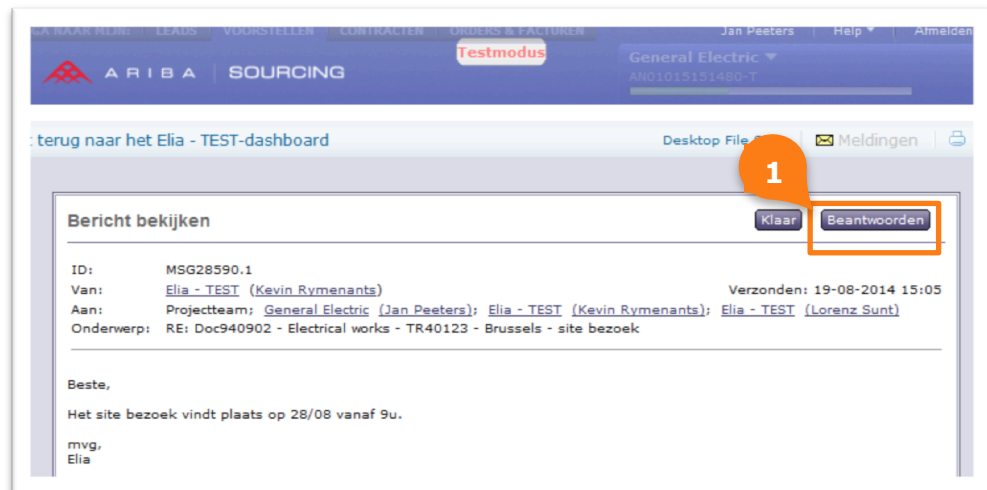 GA NAAR MIJN: LEADS VOORSTELLEN CONTRACTEN ORDERS & FACTUREN Jan Peeters Help Afmelden
Testmodus
ARIBA SOURCING
General Electric
AN01015151480-T
terug naar het Elia - TEST-dashboard Desktop File Meldingen
1
Bericht bekijken Klaar Beantwoorden
ID: MSG28590.1
Van: Elia - TEST (Kevin Rymenants) Verzonden: 19-08-2014 15:05
Aan: Projectteam; General Electric (Jan Peeters); Elia - TEST (Kevin Rymenants); Elia - TEST (Lorenz Sunt)
Onderwerp: RE: Doc940902 - Electrical works - TR40123 - Brussels - site bezoek
Beste,
Het site bezoek vindt plaats op 28/08 vanaf 9u.
mvg,
Elia